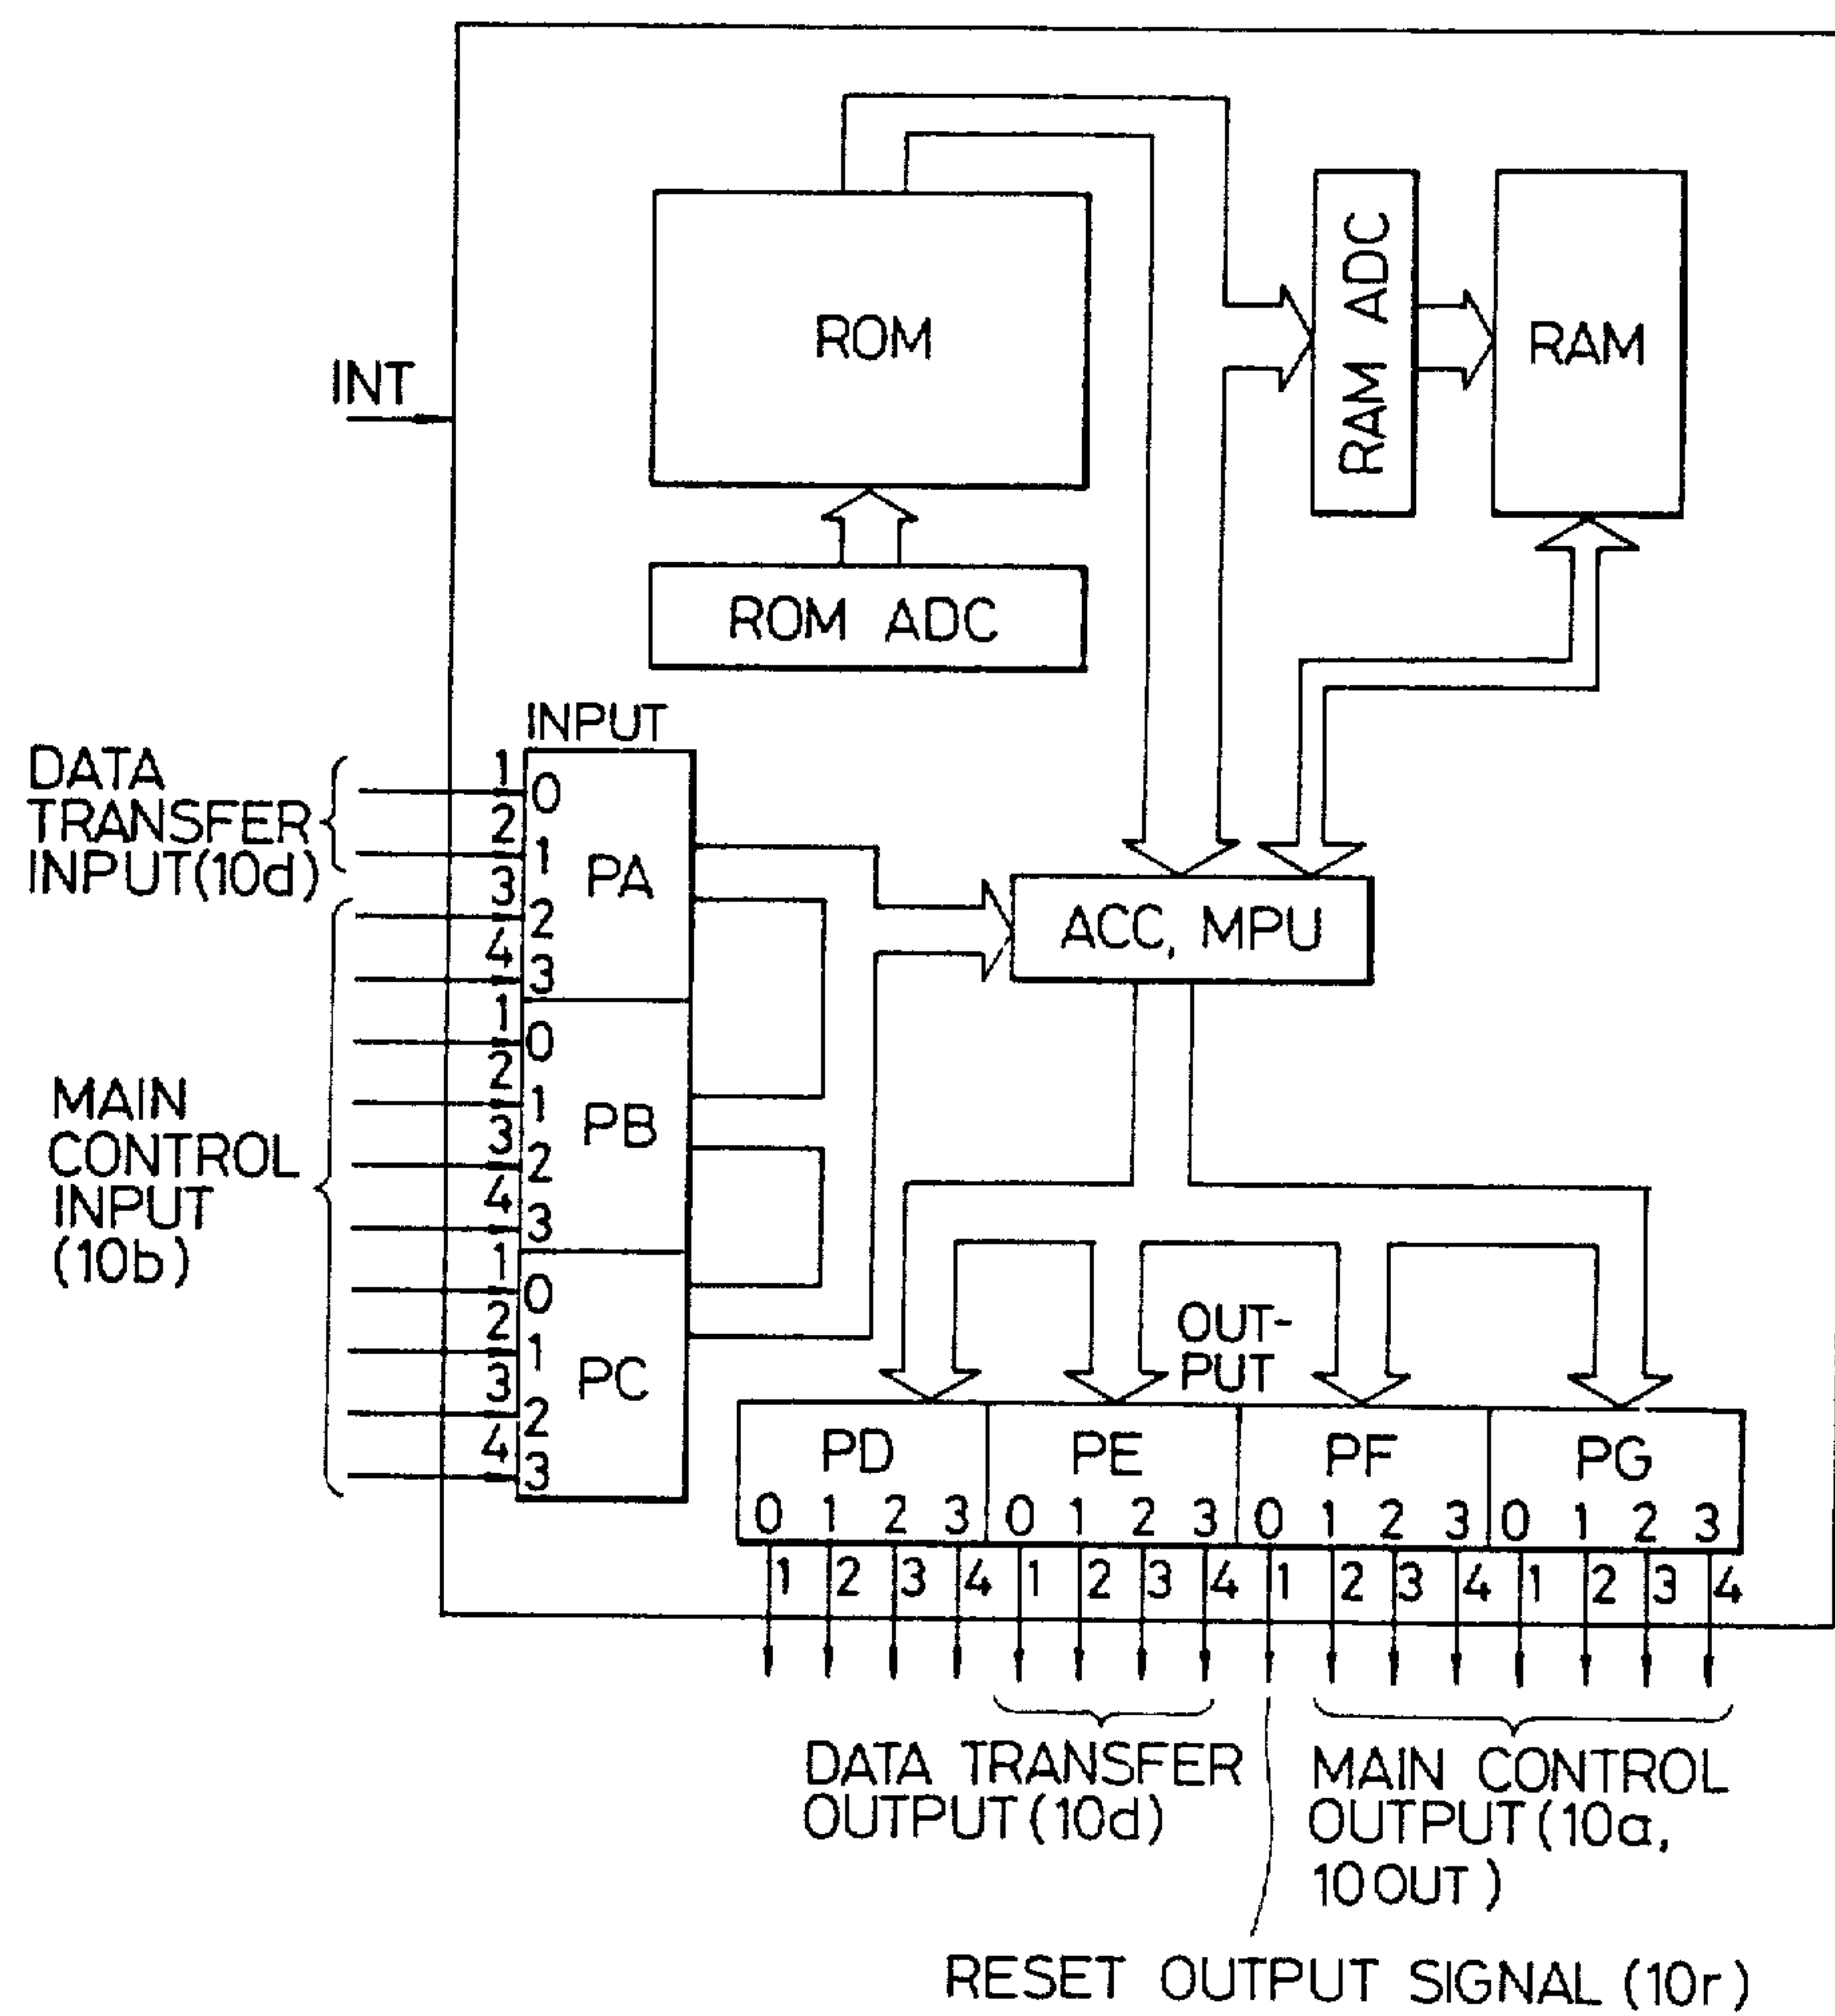 ROM
RAM ADC
RAM
INT
ROM ADC
INPUT
DATA
TRANSFER
INPUT(10d)
1
0
2
1
3
2
4
3
PA
ACC, MPU
MAIN
CONTROL
INPUT
(10b)
1
0
2
1
3
2
4
3
PB
1
0
2
1
3
2
4
3
PC
OUT-
PUT
PD PE PF PG
0 1 2 3 0 1 2 3 0 1 2 3 0 1 2 3
1 2 3 4 1 2 3 4 1 2 3 4 1 2 3 4
DATA TRANSFER
OUTPUT(10d)
MAIN CONTROL
OUTPUT(10a,
10OUT)
RESET OUTPUT SIGNAL (10r)